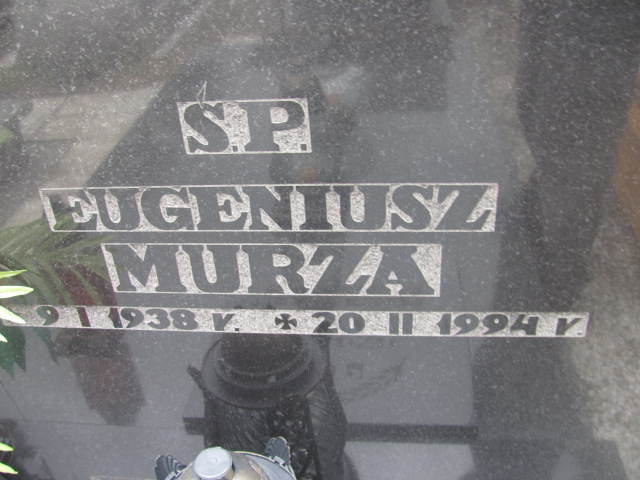 Ś.P.
EUGENIUSZ
MURZA
9 I 1938 r. ✠ 20 II 1994 r.